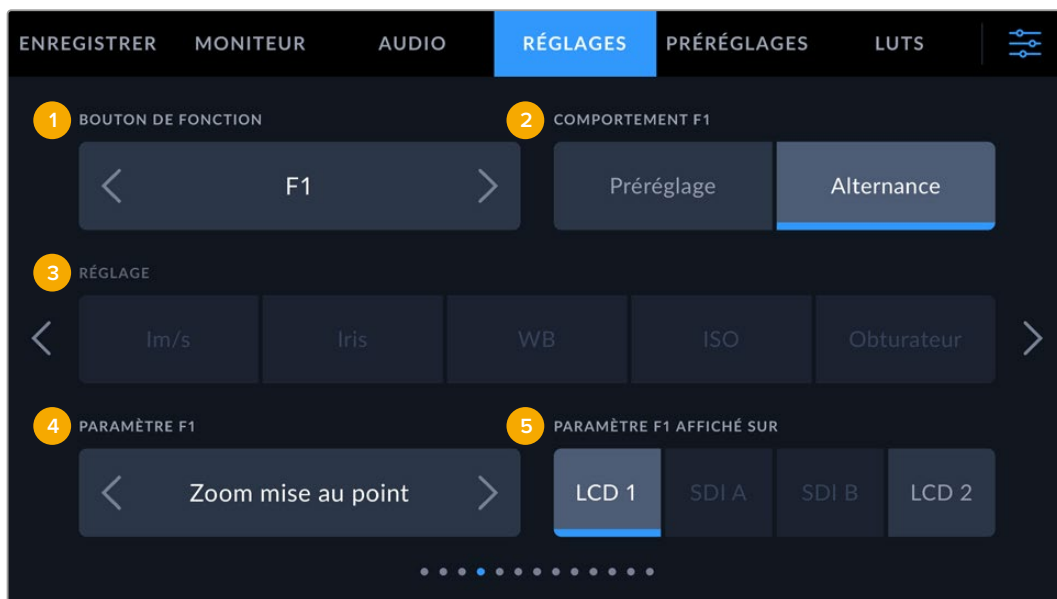 ENREGISTRER MONITEUR AUDIO RÉGLAGES PRÉRÉGLAGES LUTS
1 BOUTON DE FONCTION 2 COMPORTEMENT F1
F1 Préréglage Alternance
3 RÉGLAGE
Im/s Iris WB ISO Obturateur
4 PARAMÈTRE F1 5 PARAMÈTRE F1 AFFICHÉ SUR
Zoom mise au point LCD 1 SDI A SDI B LCD 2